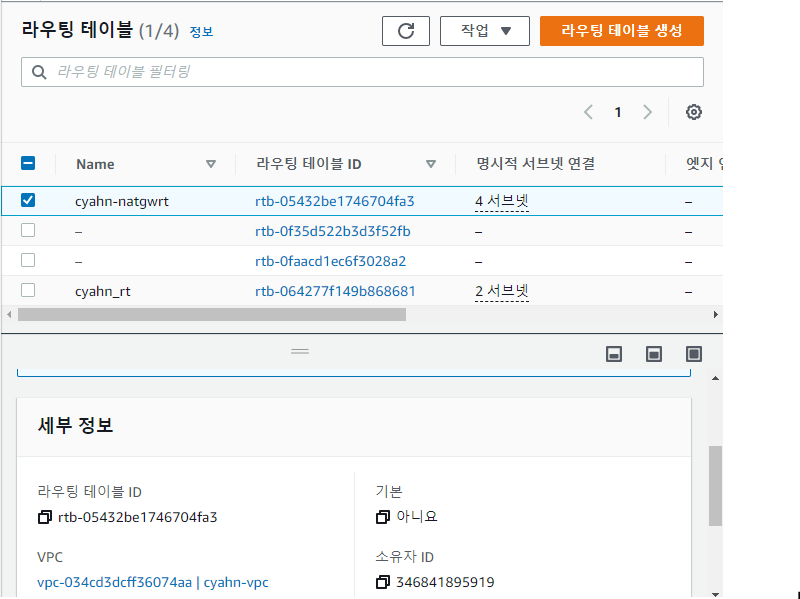 라우팅 테이블 (1/4) 정보
작업
라우팅 테이블 생성
라우팅 테이블 필터링
1
Name 라우팅 테이블 ID 명시적 서브넷 연결 엣지
cyahn-natgwrt rtb-05432be1746704fa3 4 서브넷 –
– rtb-0f35d522b3d3f52fb – –
– rtb-0faacd1ec6f3028a2 – –
cyahn_rt rtb-064277f149b868681 2 서브넷 –
세부 정보
라우팅 테이블 ID
rtb-05432be1746704fa3
기본
아니요
VPC
vpc-034cd3dcff36074aa | cyahn-vpc
소유자 ID
346841895919